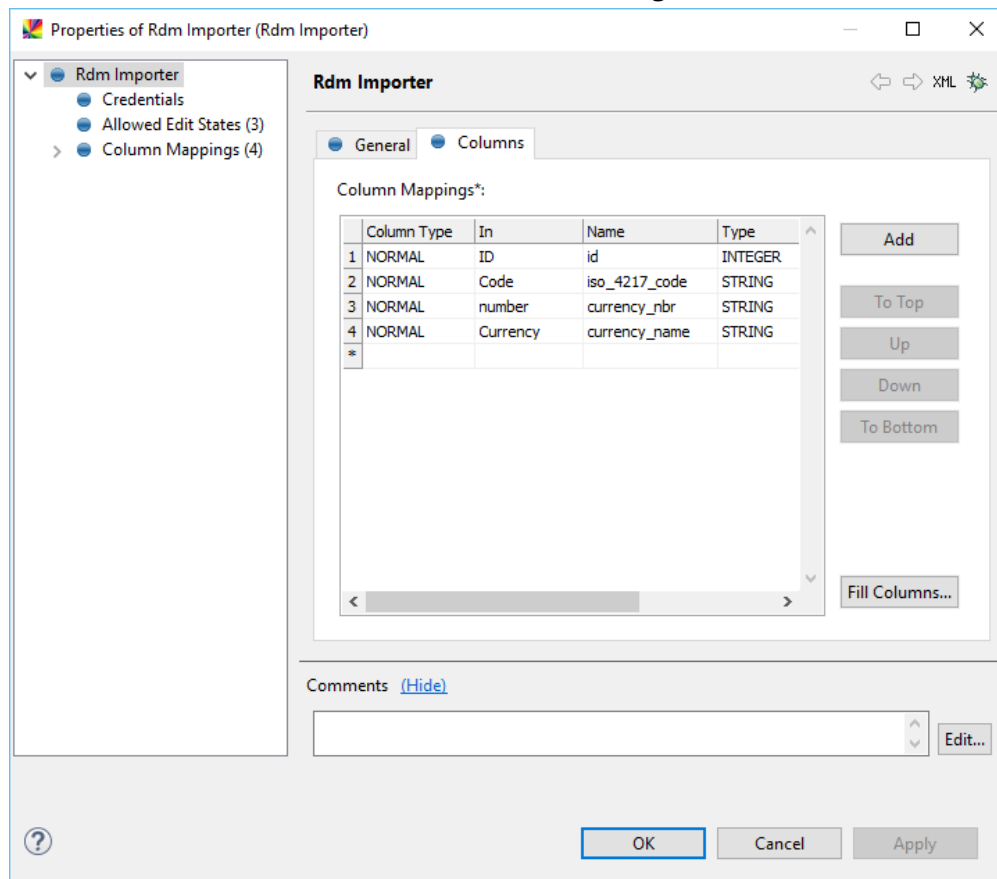 Properties of Rdm Importer (Rdm Importer)
Rdm Importer
Credentials
Allowed Edit States (3)
Column Mappings (4)
Rdm Importer
XML
General Columns
Column Mappings*:
Column Type In Name Type
1 NORMAL ID id INTEGER
2 NORMAL Code iso_4217_code STRING
3 NORMAL number currency_nbr STRING
4 NORMAL Currency currency_name STRING
*
Add
To Top
Up
Down
To Bottom
Fill Columns...
Comments (Hide)
Edit...
? OK Cancel Apply